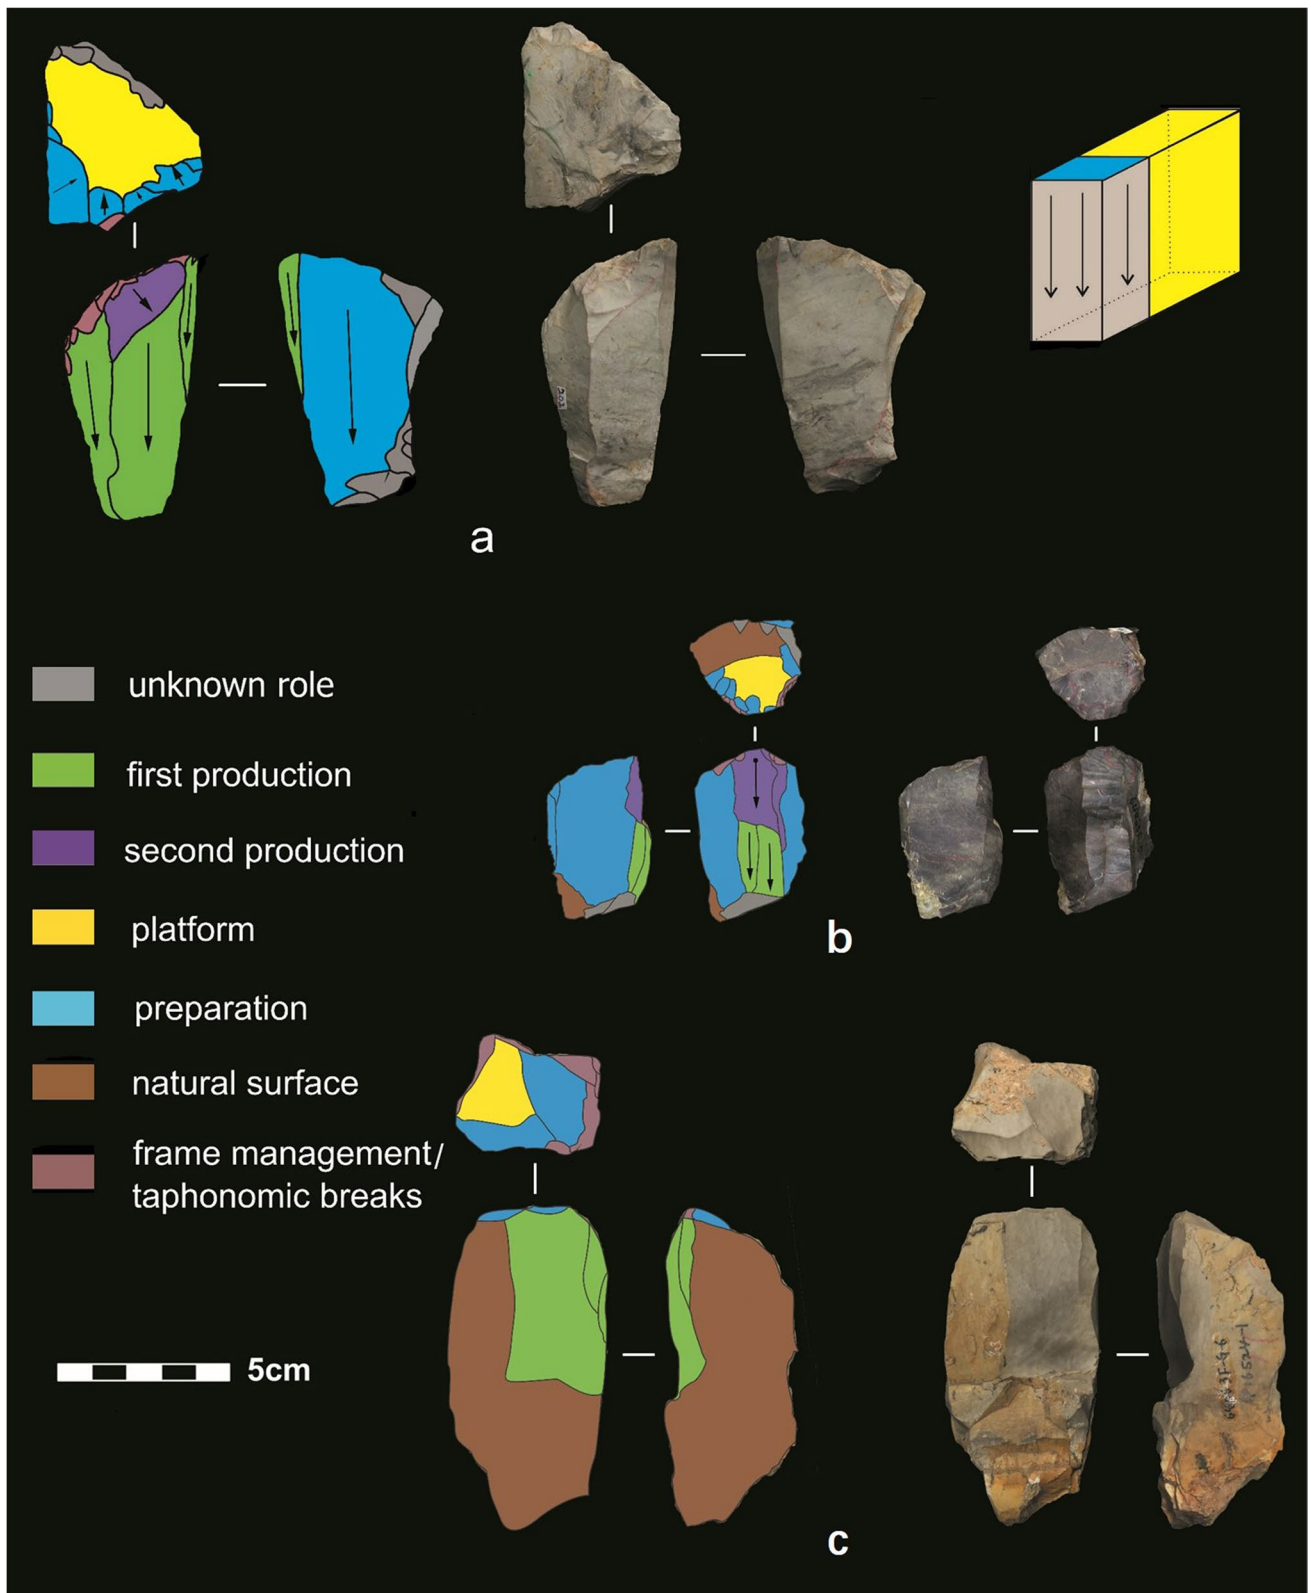 a
unknown role
first production
second production
platform
preparation
natural surface
frame management/
taphonomic breaks
b
5cm
c